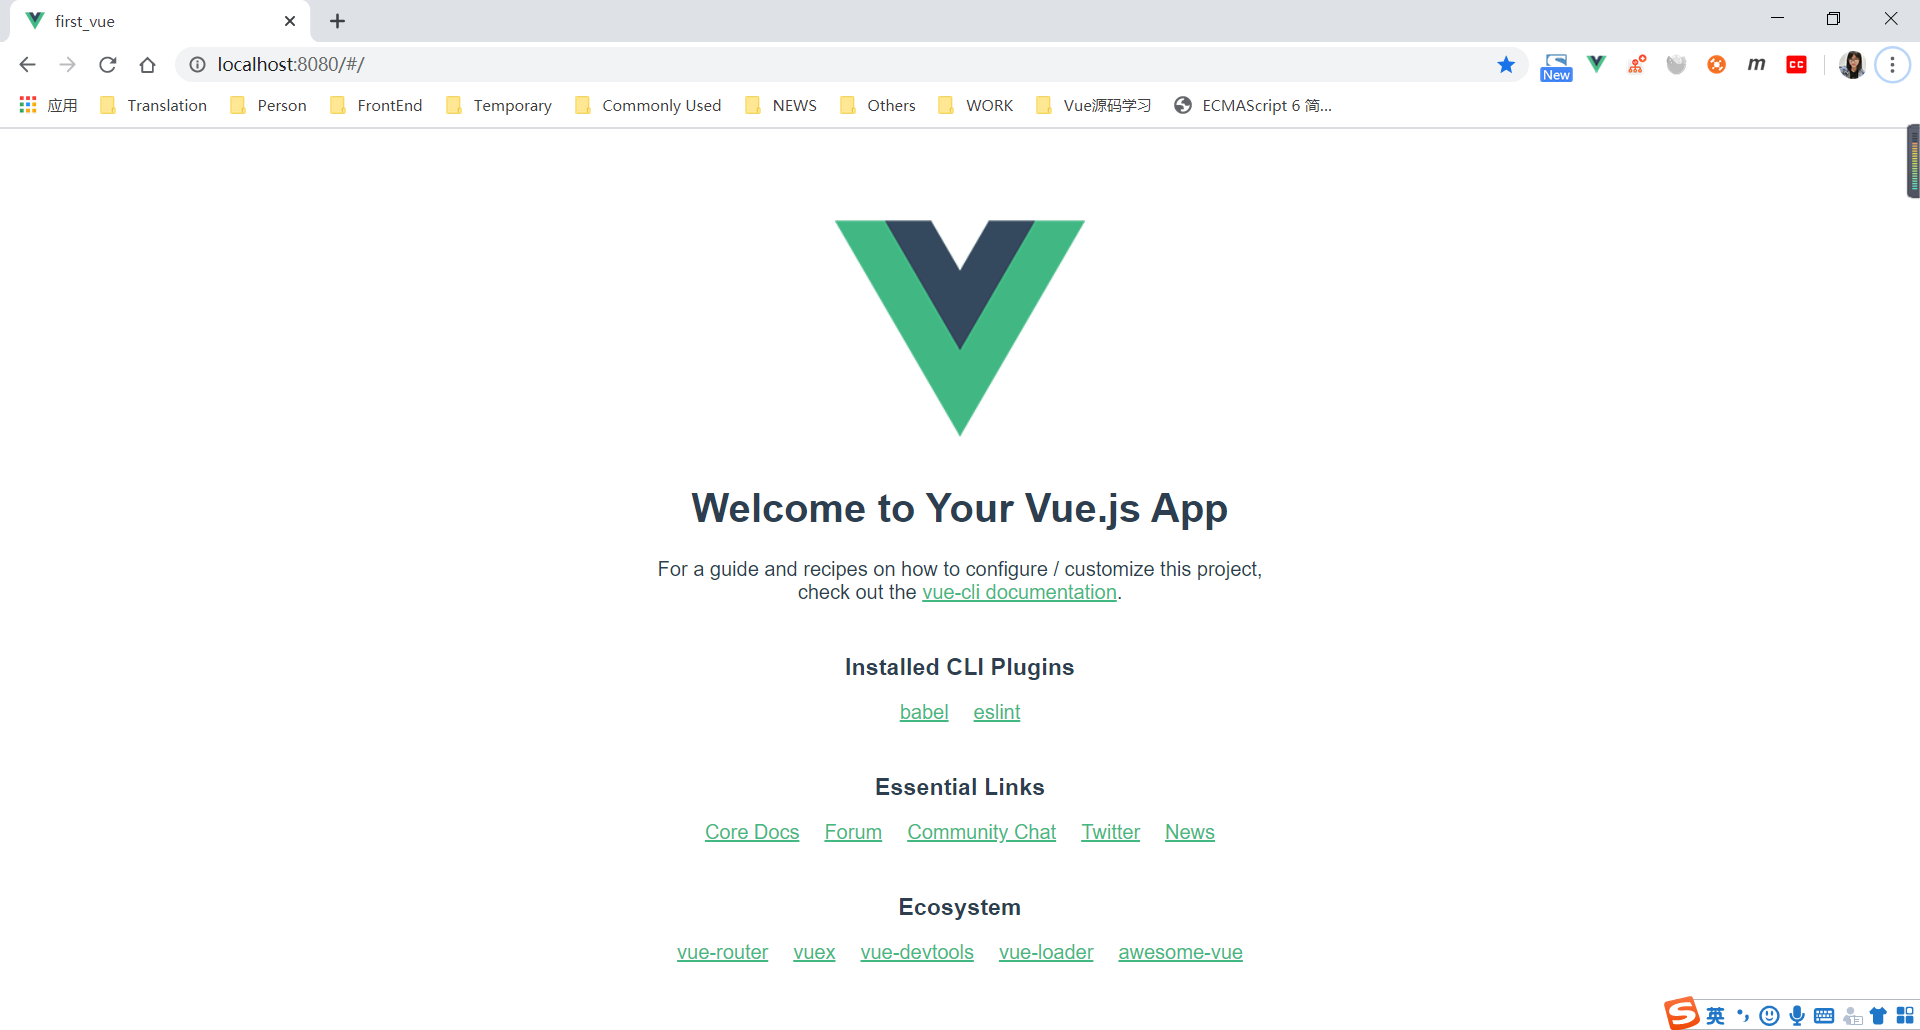 first_vue
localhost:8080/#/
New
m
CC
应用 Translation Person FrontEnd Temporary Commonly Used NEWS Others WORK Vue源码学习 ECMAScript 6 简...
Welcome to Your Vue.js App
For a guide and recipes on how to configure / customize this project,
check out the vue-cli documentation.
Installed CLI Plugins
babel eslint
Essential Links
Core Docs Forum Community Chat Twitter News
Ecosystem
vue-router vuex vue-devtools vue-loader awesome-vue
S 英